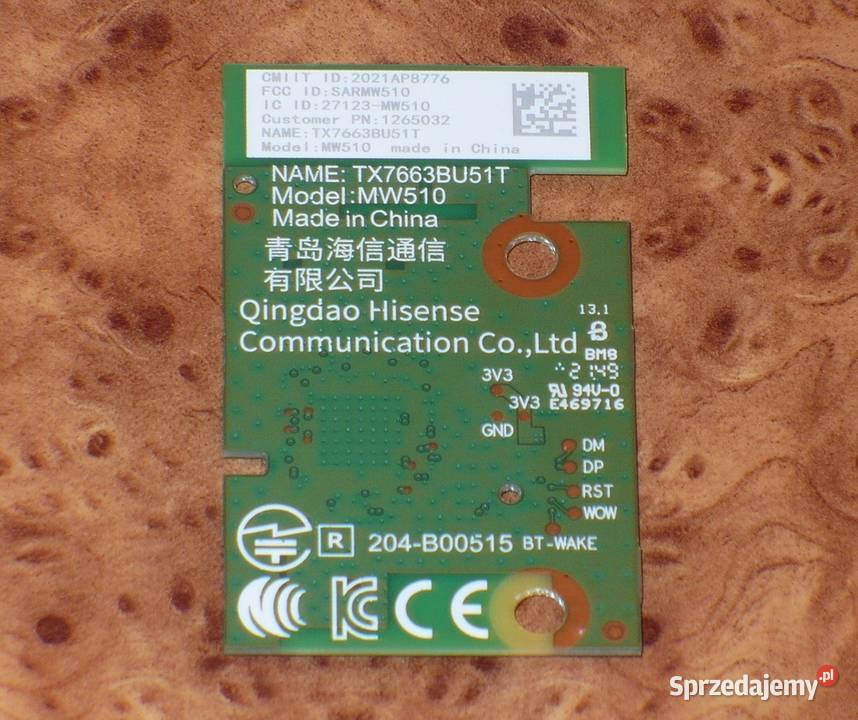 CMIIT ID:2021AP8776
FCC ID:SARMW510
IC ID:27123-MW510
Customer PN:1265032
NAME:TX7663BU51T
Model:MW510 made in China
NAME: TX7663BU51T
Model:MW510
Made in China
青岛海信通信
有限公司
Qingdao Hisense
Communication Co.,Ltd
13.1
BM8
2149
94V-0
E469716
3V3
3V3
GND
DM
DP
RST
WOW
R 204-B00515 BT-WAKE
CE
Sprzedajemy.pl